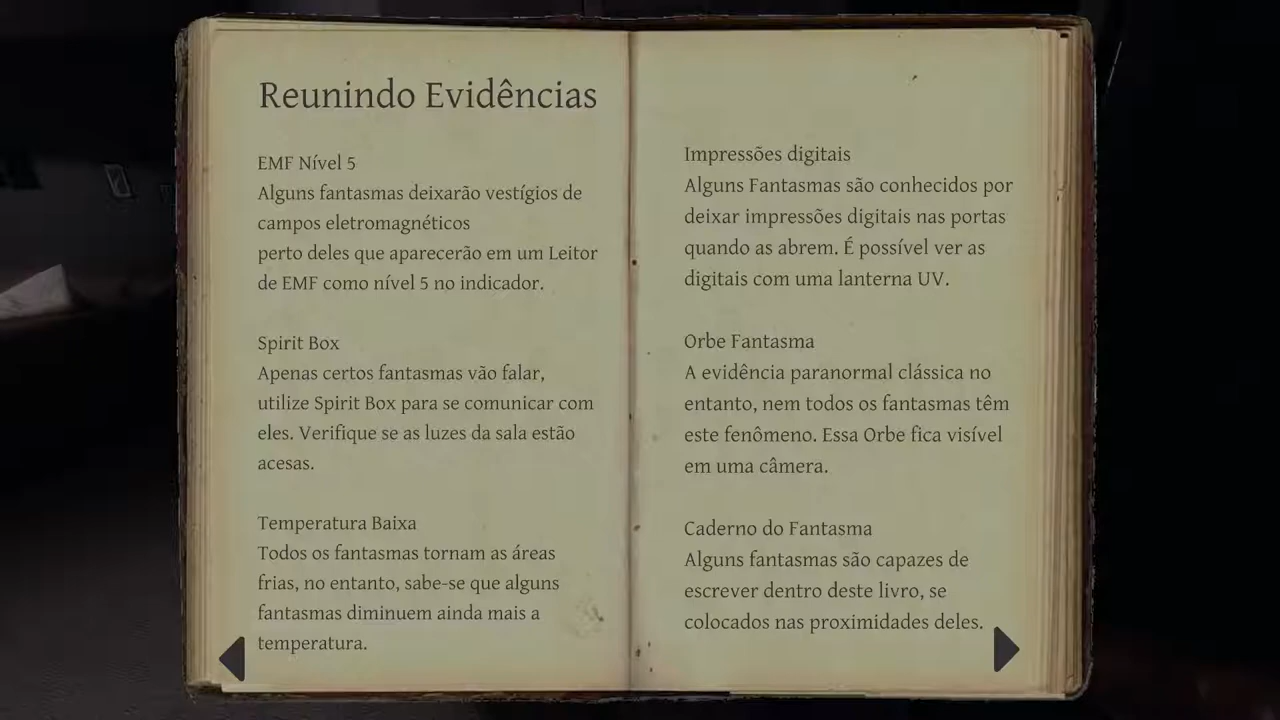 Reunindo Evidências
EMF Nível 5
Alguns fantasmas deixarão vestígios de
campos eletromagnéticos
perto deles que aparecerão em um Leitor
de EMF como nível 5 no indicador.
Spirit Box
Apenas certos fantasmas vão falar,
utilize Spirit Box para se comunicar com
eles. Verifique se as luzes da sala estão
acesas.
Temperatura Baixa
Todos os fantasmas tornam as áreas
frias, no entanto, sabe-se que alguns
fantasmas diminuem ainda mais a
temperatura.
Impressões digitais
Alguns Fantasmas são conhecidos por
deixar impressões digitais nas portas
quando as abrem. É possível ver as
digitais com uma lanterna UV.
Orbe Fantasma
A evidência paranormal clássica no
entanto, nem todos os fantasmas têm
este fenômeno. Essa Orbe fica visível
em uma câmera.
Caderno do Fantasma
Alguns fantasmas são capazes de
escrever dentro deste livro, se
colocados nas proximidades deles.